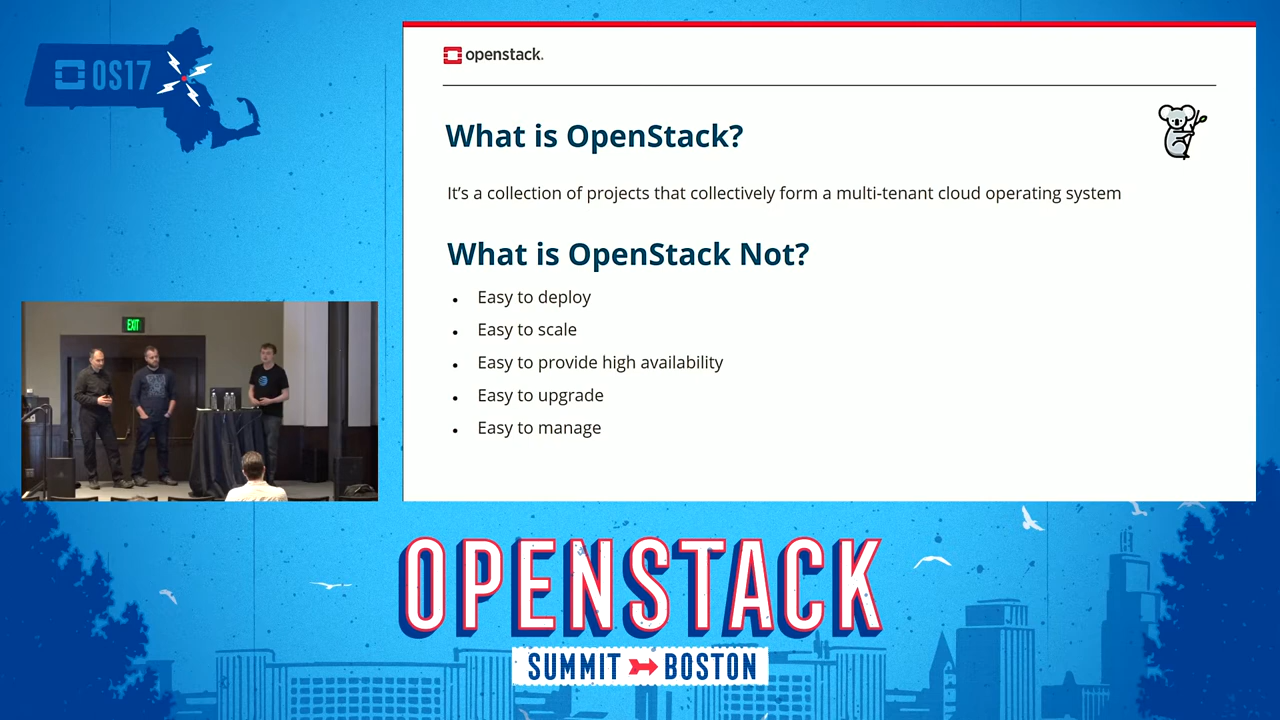 OS17
openstack.
What is OpenStack?
It's a collection of projects that collectively form a multi-tenant cloud operating system
What is OpenStack Not?
• Easy to deploy
• Easy to scale
• Easy to provide high availability
• Easy to upgrade
• Easy to manage
EXIT
OPENSTACK
SUMMIT BOSTON